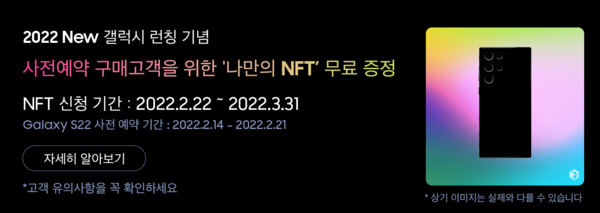 2022 New 갤럭시 런칭 기념
사전예약 구매고객을 위한 '나만의 NFT' 무료 증정
NFT 신청 기간 : 2022.2.22 ~ 2022.3.31
Galaxy S22 사전 예약 기간 : 2022.2.14 - 2022.2.21
자세히 알아보기
*고객 유의사항을 꼭 확인하세요
* 상기 이미지는 실제와 다를 수 있습니다